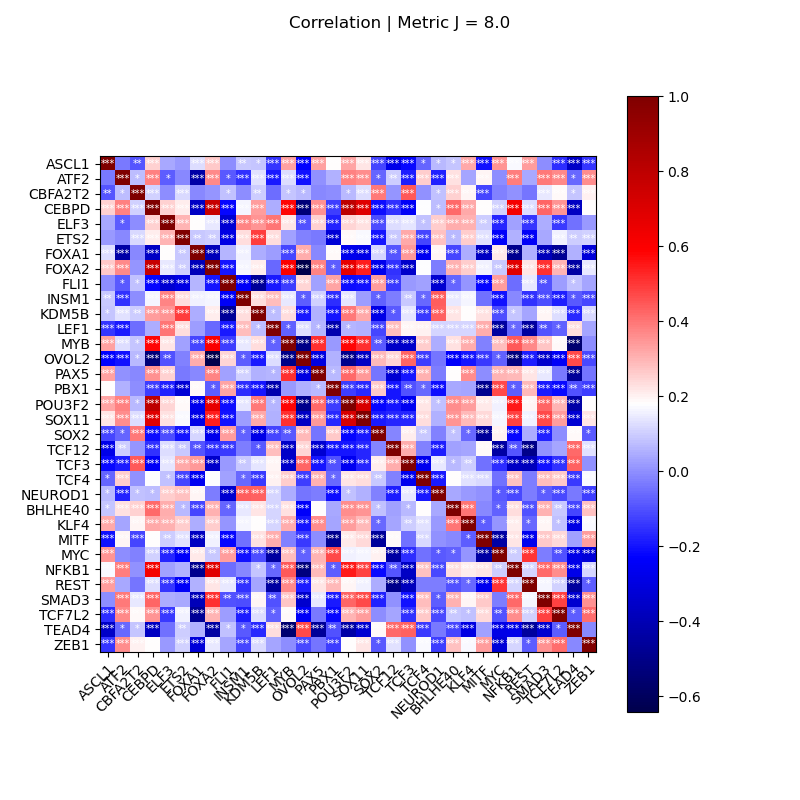 Correlation | Metric J = 8.0
1.0
0.8
0.6
0.4
0.2
0.0
−0.2
−0.4
−0.6
ASCL1
ATF2
CBFA2T2
CEBPD
ELF3
ETS2
FOXA1
FOXA2
FLI1
INSM1
KDM5B
LEF1
MYB
OVOL2
PAX5
PBX1
POU3F2
SOX11
SOX2
TCF12
TCF3
TCF4
NEUROD1
BHLHE40
KLF4
MITF
MYC
NFKB1
REST
SMAD3
TCF7L2
TEAD4
ZEB1
ASCL1
ATF2
CBFA2T2
CEBPD
ELF3
ETS2
FOXA1
FOXA2
FLI1
INSM1
KDM5B
LEF1
MYB
OVOL2
PAX5
PBX1
POU3F2
SOX11
SOX2
TCF12
TCF3
TCF4
NEUROD1
BHLHE40
KLF4
MITF
MYC
NFKB1
REST
SMAD3
TCF7L2
TEAD4
ZEB1